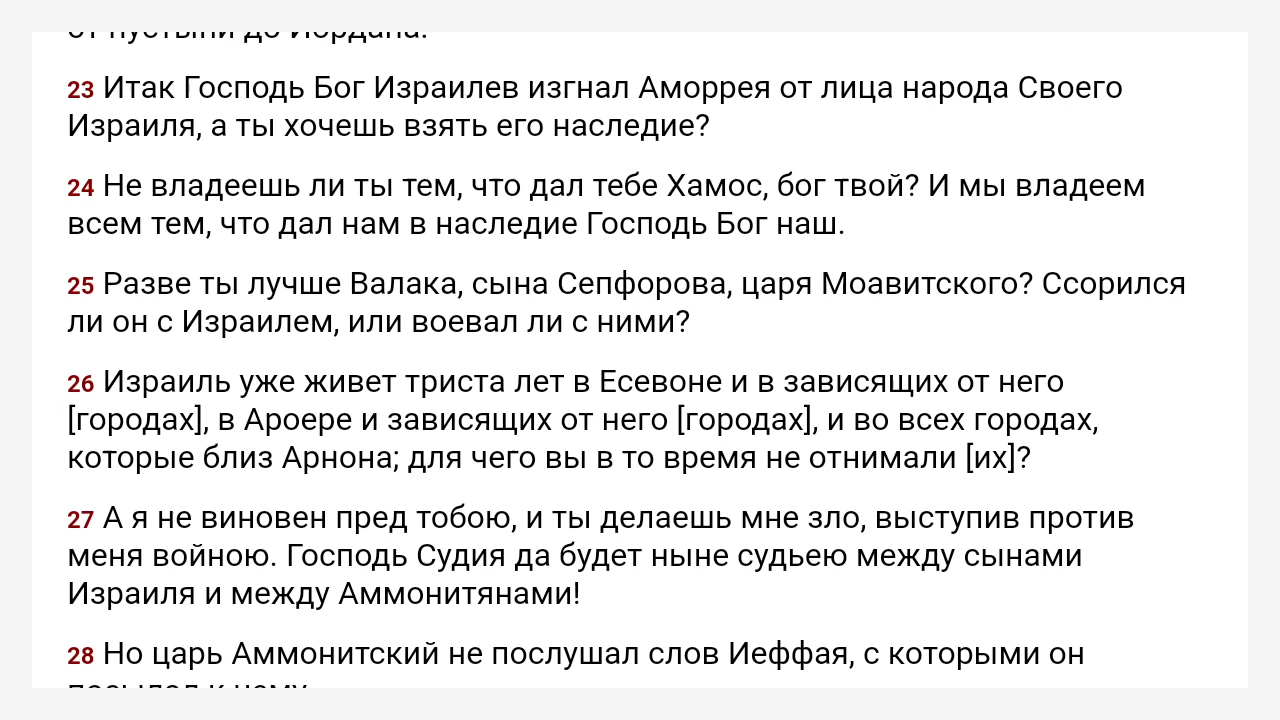 от пустыни до Иордана.
23 Итак Господь Бог Израилев изгнал Аморрея от лица народа Своего
Израиля, а ты хочешь взять его наследие?
24 Не владеешь ли ты тем, что дал тебе Хамос, бог твой? И мы владеем
всем тем, что дал нам в наследие Господь Бог наш.
25 Разве ты лучше Валака, сына Сепфорова, царя Моавитского? Ссорился
ли он с Израилем, или воевал ли с ними?
26 Израиль уже живет триста лет в Есевоне и в зависящих от него
[городах], в Ароере и зависящих от него [городах], и во всех городах,
которые близ Арнона; для чего вы в то время не отнимали [их]?
27 А я не виновен пред тобою, и ты делаешь мне зло, выступив против
меня войною. Господь Судия да будет ныне судьею между сынами
Израиля и между Аммонитянами!
28 Но царь Аммонитский не послушал слов Иеффая, с которыми он
посылал к нему.